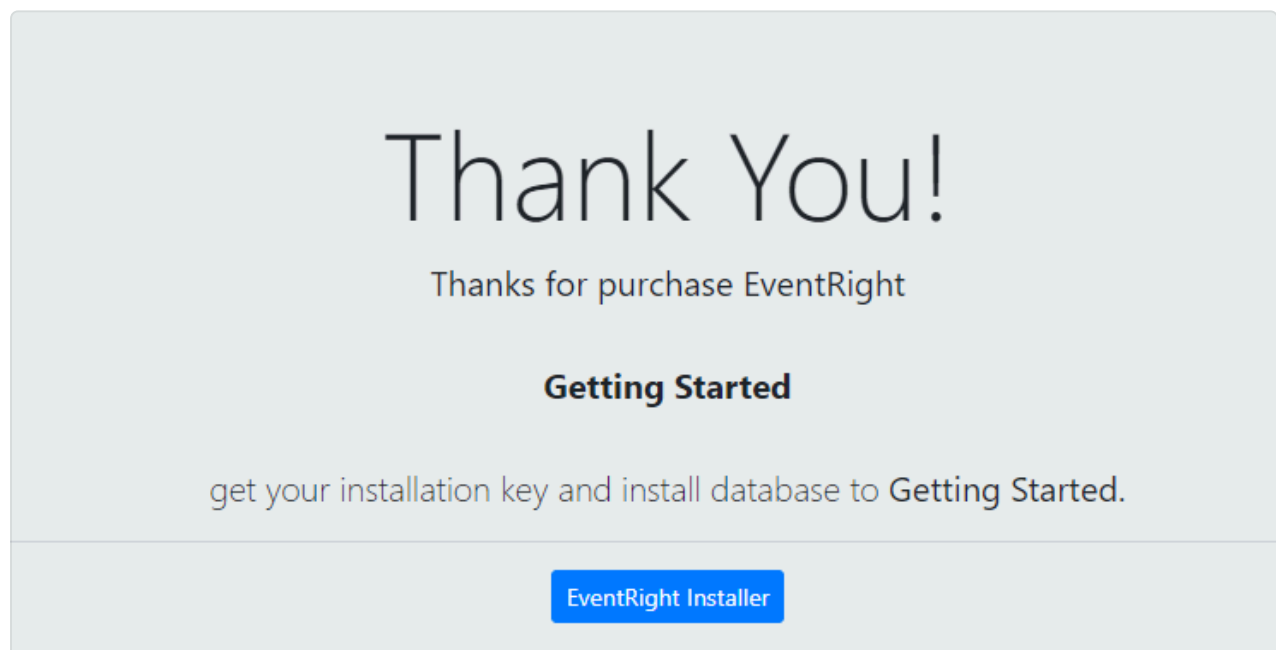 Thank You!
Thanks for purchase EventRight
Getting Started
get your installation key and install database to Getting Started.
EventRight Installer